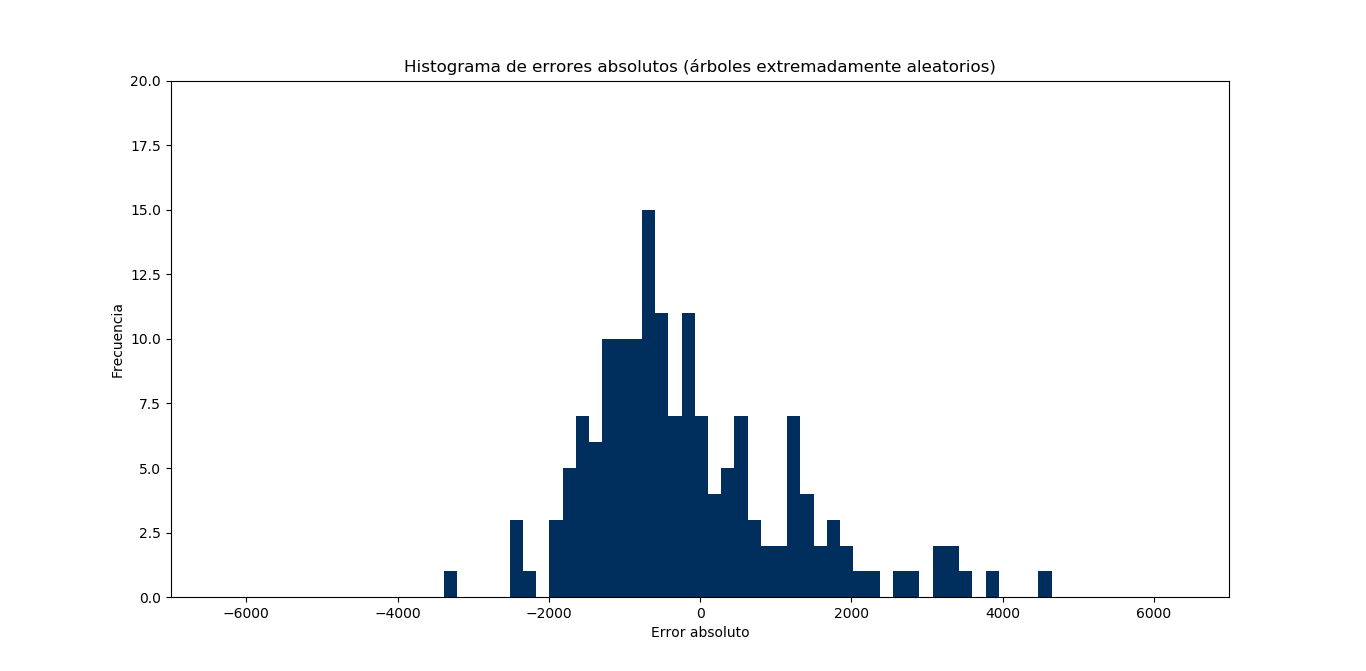 Histograma de errores absolutos (árboles extremadamente aleatorios)
20.0
17.5
15.0
12.5
10.0
7.5
5.0
2.5
0.0
Frecuencia
−6000 −4000 −2000 0 2000 4000 6000
Error absoluto